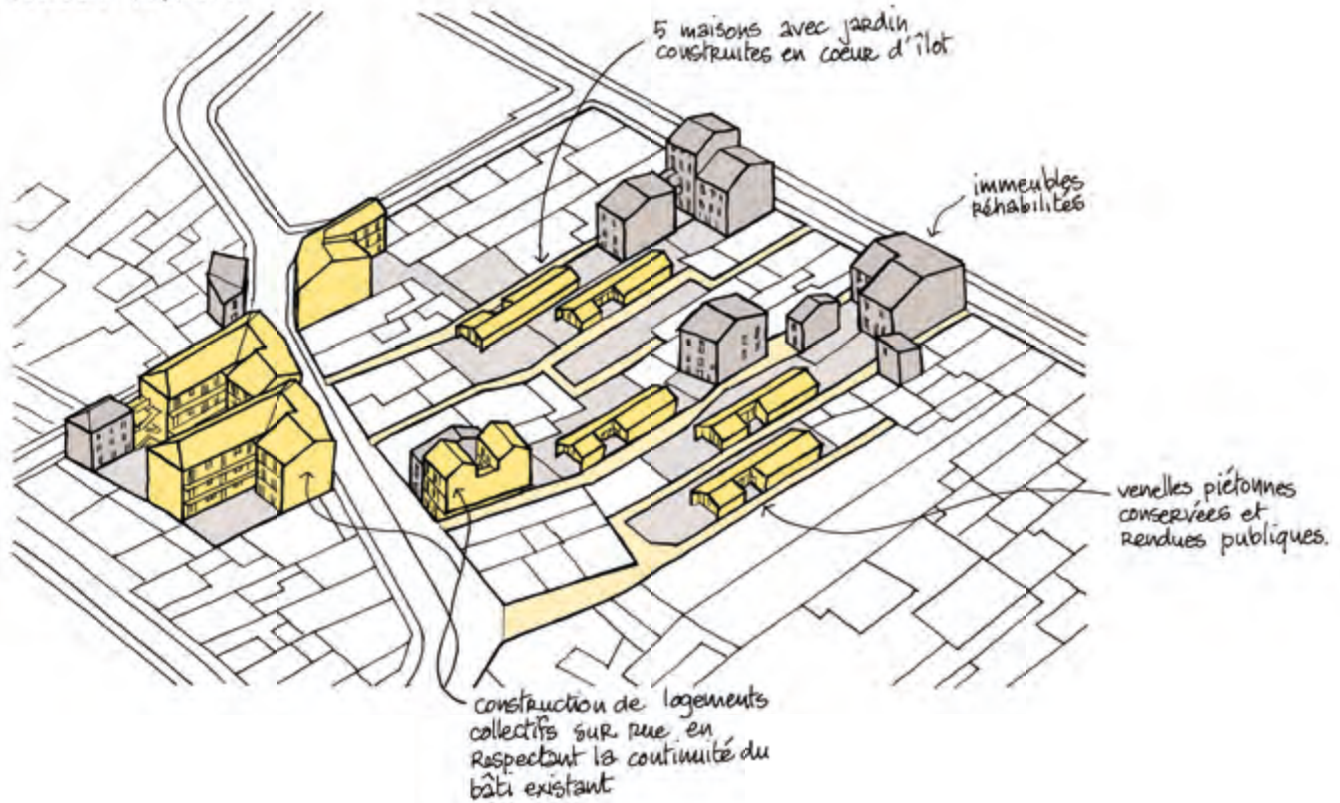 5 maisons avec jardin
construites en coeur d'îlot
immeubles
réhabilités
venelles piétonnes
conservées et
Rendues publiques.
construction de logements
collectifs sur rue en
Respectant la continuité du
bâti existant